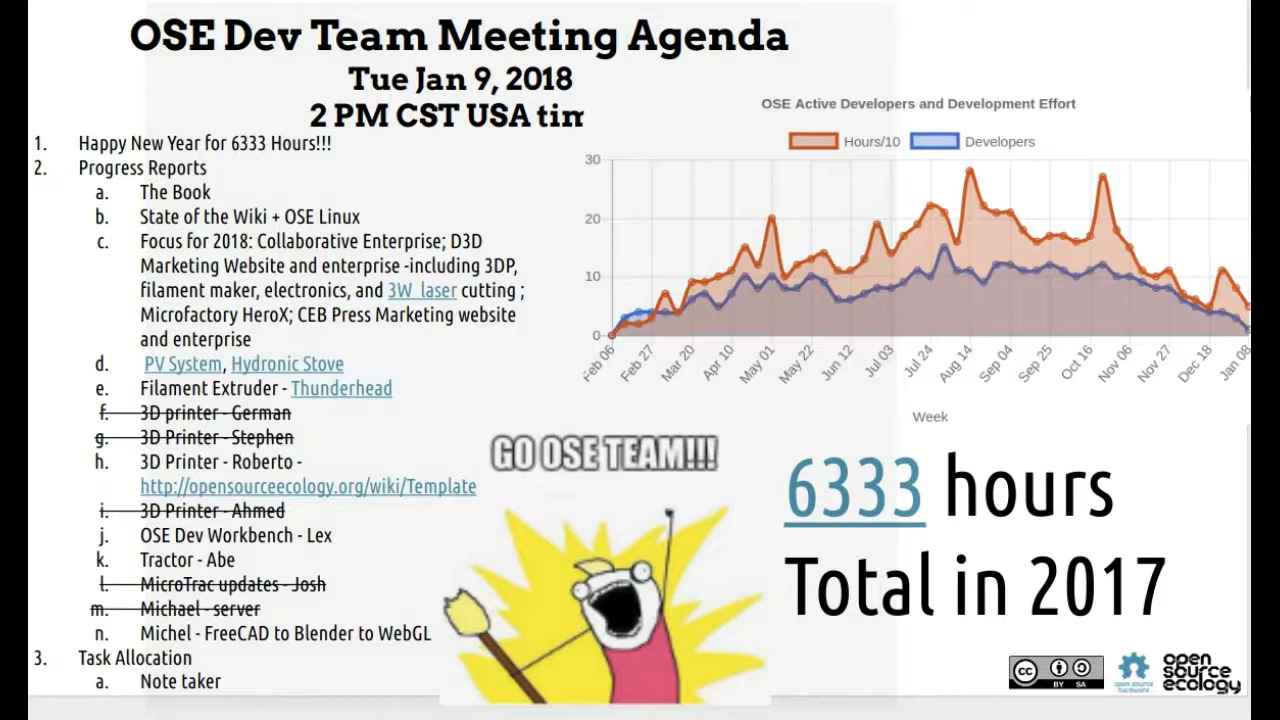 OSE Dev Team Meeting Agenda
Tue Jan 9, 2018
2 PM CST USA tim
1. Happy New Year for 6333 Hours!!!
2. Progress Reports
a. The Book
b. State of the Wiki + OSE Linux
c. Focus for 2018: Collaborative Enterprise; D3D
Marketing Website and enterprise -including 3DP,
filament maker, electronics, and 3W laser cutting ;
Microfactory HeroX; CEB Press Marketing website
and enterprise
d. PV System, Hydronic Stove
e. Filament Extruder - Thunderhead
f. 3D printer - German
g. 3D Printer - Stephen
h. 3D Printer - Roberto -
http://opensourceecology.org/wiki/Template
i. 3D Printer - Ahmed
j. OSE Dev Workbench - Lex
k. Tractor - Abe
l. MicroTrac updates - Josh
m. Michael - server
n. Michel - FreeCAD to Blender to WebGL
3. Task Allocation
a. Note taker
OSE Active Developers and Development Effort
Hours/10 Developers
30
20
10
0
Feb 06 Feb 27 Mar 20 Apr 10 May 01 May 22 Jun 12 Jul 03 Jul 24 Aug 14 Sep 04 Sep 25 Oct 16 Nov 06 Nov 27 Dec 18 Jan 08
Week
GO OSE TEAM!!!
6333 hours
Total in 2017
cc BY SA
open source
hardware
open
source
ecology